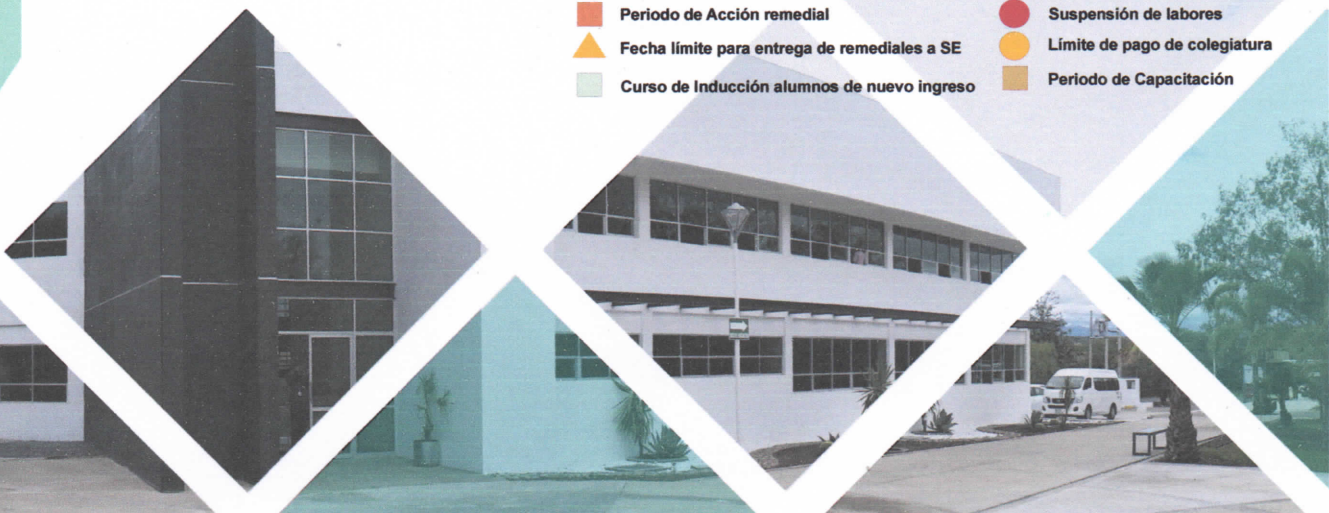 Periodo de Acción remedial
Fecha límite para entrega de remediales a SE
Curso de Inducción alumnos de nuevo ingreso
Suspensión de labores
Límite de pago de colegiatura
Periodo de Capacitación